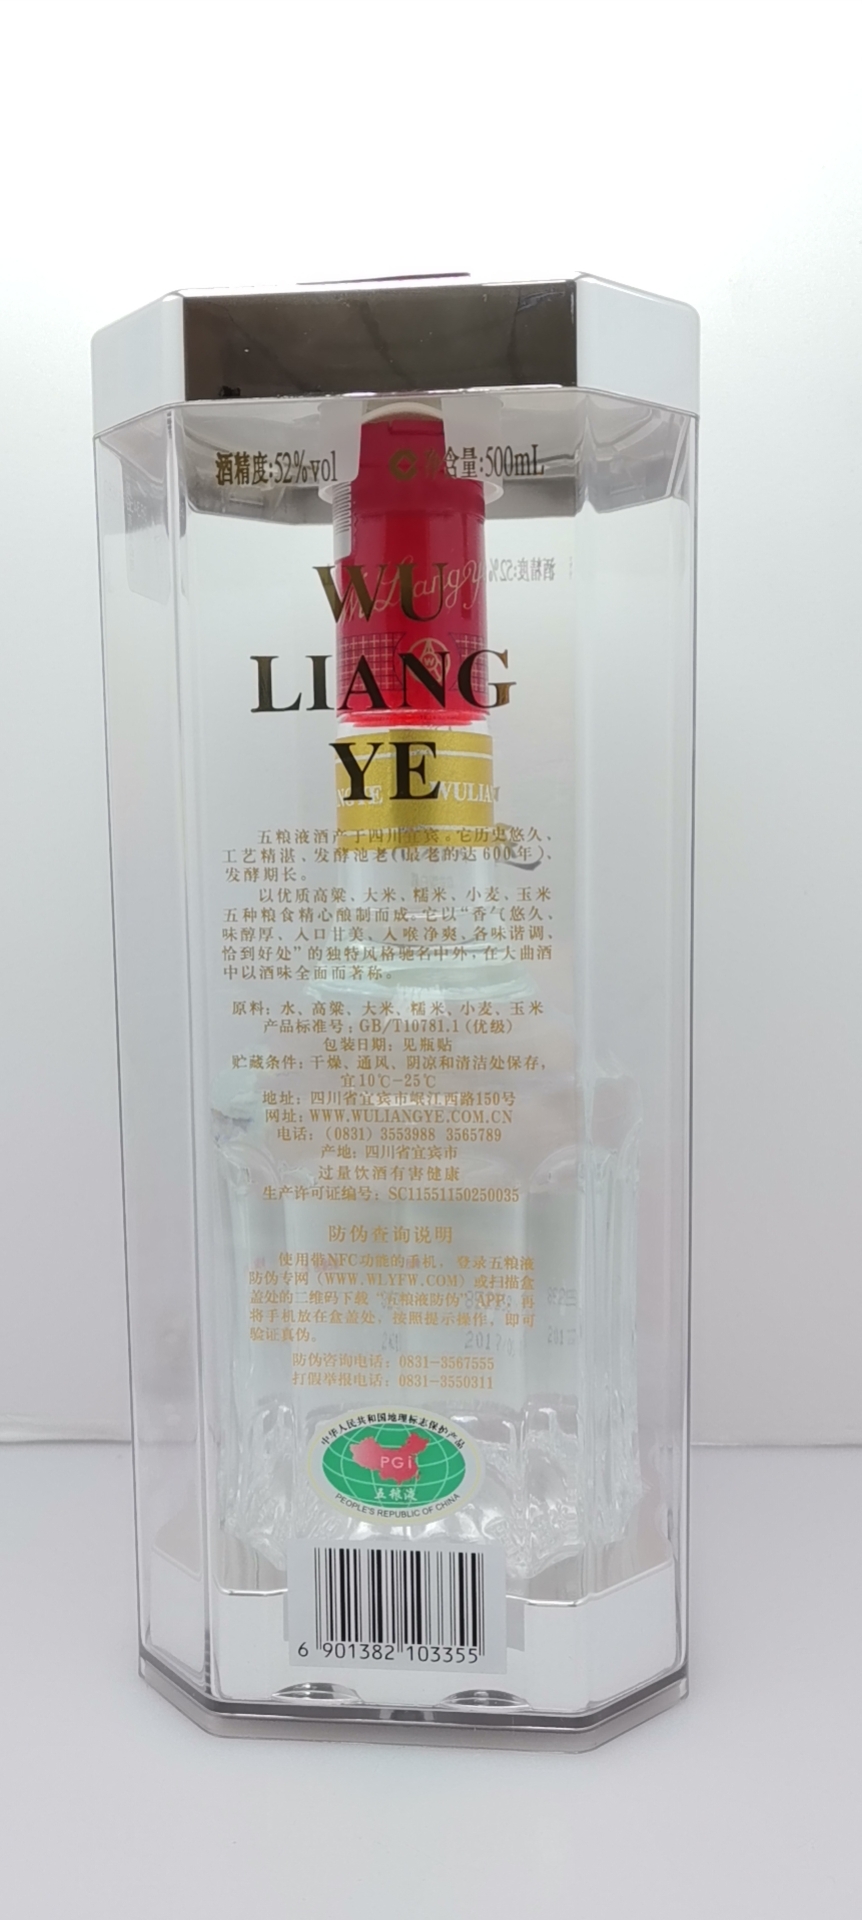 酒精度:52%vol 净含量:500mL
WU
LIANG
YE
五粮液酒产于四川宜宾。它历史悠久、
工艺精湛、发酵池老(最老的达600年)、
发酵期长。
以优质高粱、大米、糯米、小麦、玉米
五种粮食精心酿制而成。它以“香气悠久、
味醇厚、入口甘美、入喉净爽、各味谐调、
恰到好处”的独特风格驰名中外,在大曲酒
中以酒味全面而著称。
原料:水、高粱、大米、糯米、小麦、玉米
产品标准号:GB/T10781.1(优级)
包装日期:见瓶贴
贮藏条件:干燥、通风、阴凉和清洁处保存,
宜10℃-25℃
地址:四川省宜宾市岷江西路150号
网址:WWW.WULIANGYE.COM.CN
电话:(0831)3553988 3565789
产地:四川省宜宾市
过量饮酒有害健康
生产许可证编号:SC11551150250035
防伪查询说明
使用带NFC功能的手机,登录五粮液
防伪专网(WWW.WLYFW.COM)或扫描盒
盖处的二维码下载“五粮液防伪”APP,再
将手机放在盒盖处,按照提示操作,即可
验证真伪。
防伪咨询电话:0831-3567555
打假举报电话:0831-3550311
中华人民共和国地理标志保护产品
PGi
五粮液
PEOPLE'S REPUBLIC OF CHINA
6 901382 103355